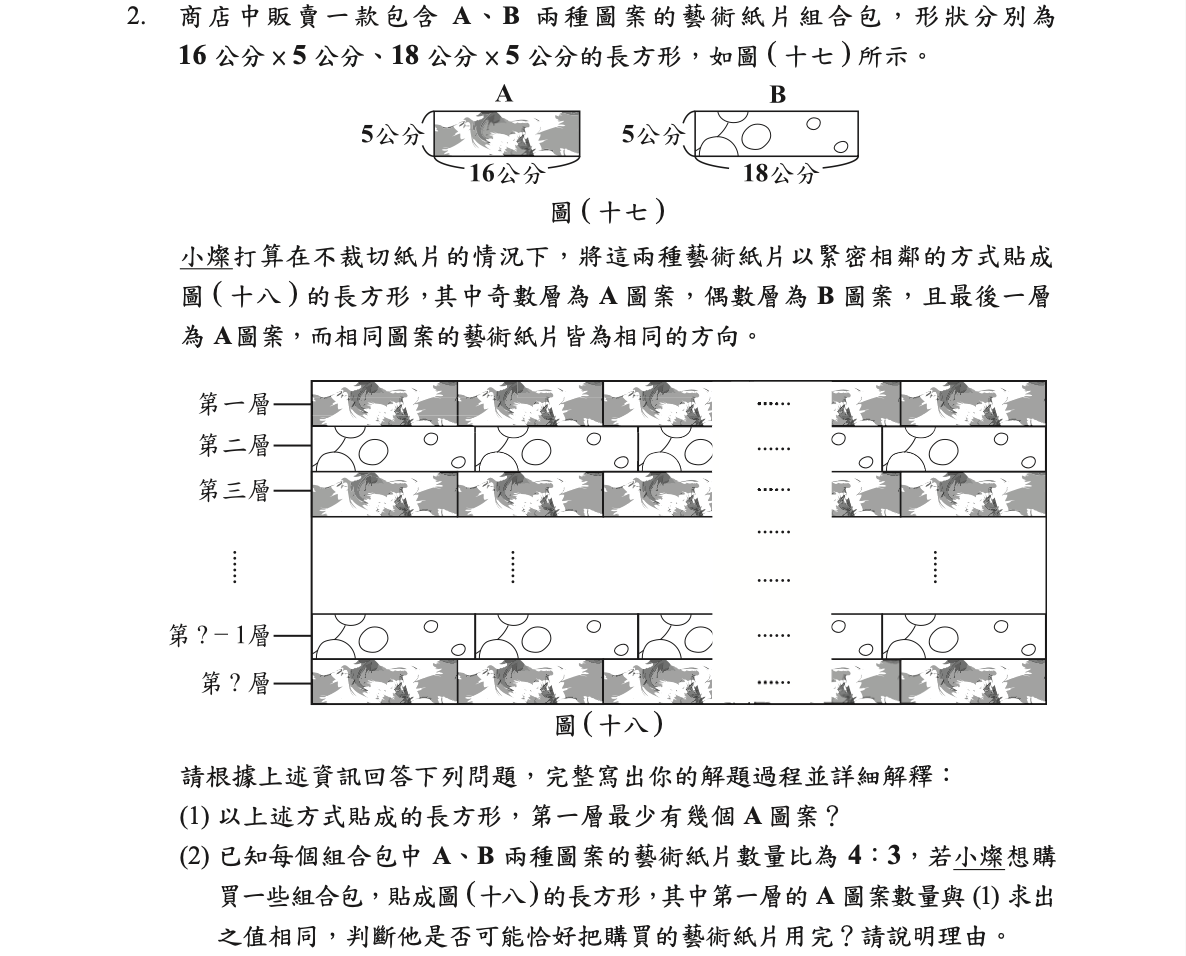 2. 商店中販賣一款包含 A、B 兩種圖案的藝術紙片組合包，形狀分別為
16 公分×5 公分、18 公分×5 公分的長方形，如圖(十七)所示。
A B
5公分 5公分
16公分 18公分
圖(十七)
小燦打算在不裁切紙片的情況下，將這兩種藝術紙片以緊密相鄰的方式貼成
圖(十八)的長方形，其中奇數層為 A 圖案，偶數層為 B 圖案，且最後一層
為 A圖案，而相同圖案的藝術紙片皆為相同的方向。
第一層 ……
第二層 ……
第三層 ……
……
…… …… …… ……
第?－1層 ……
第?層 ……
圖(十八)
請根據上述資訊回答下列問題，完整寫出你的解題過程並詳細解釋：
(1) 以上述方式貼成的長方形，第一層最少有幾個 A 圖案？
(2) 已知每個組合包中 A、B 兩種圖案的藝術紙片數量比為 4：3，若小燦想購
買一些組合包，貼成圖(十八)的長方形，其中第一層的 A 圖案數量與 (1) 求出
之值相同，判斷他是否可能恰好把購買的藝術紙片用完？請說明理由。